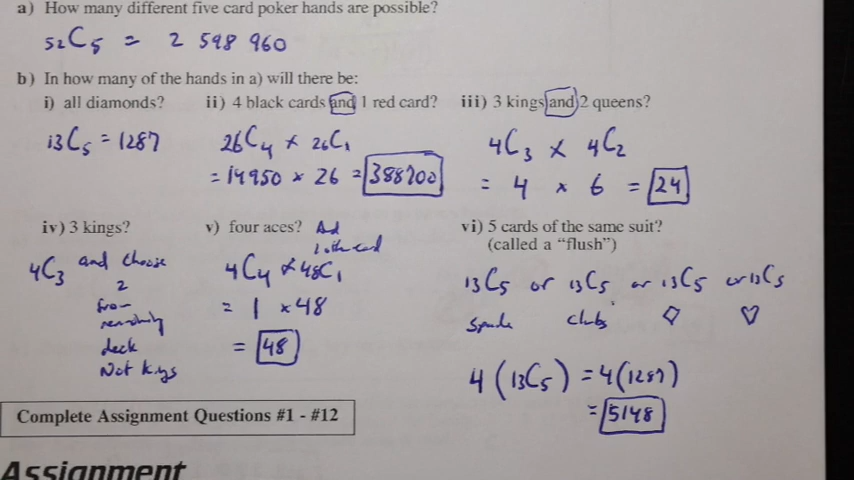 a) How many different five card poker hands are possible?
52C5 = 2 598 960
b) In how many of the hands in a) will there be:
i) all diamonds?
13C5 = 1287
ii) 4 black cards and 1 red card?
26C4 × 26C1
= 14950 × 26 = 388700
iii) 3 kings and 2 queens?
4C3 × 4C2
= 4 × 6 = 24
iv) 3 kings?
4C3 and choose
2
from
remaining
deck
Not kings
v) four aces? And
1 other card
4C4 × 48C1
= 1 × 48
= 48
vi) 5 cards of the same suit?
(called a “flush”)
13C5 or 13C5 or 13C5 or 13C5
Spade clubs ◇ ♡
4 (13C5) = 4(1287)
= 5148
Complete Assignment Questions #1 - #12
Assignment